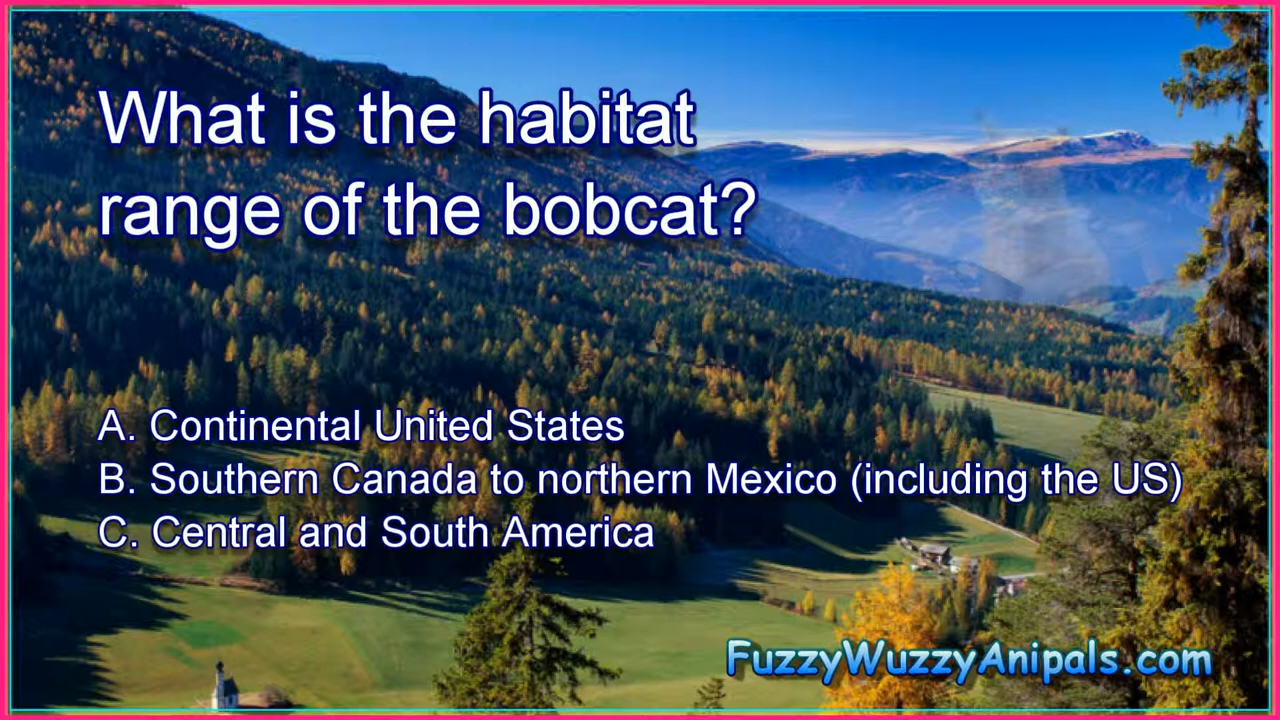 What is the habitat
range of the bobcat?
A. Continental United States
B. Southern Canada to northern Mexico (including the US)
C. Central and South America
FuzzyWuzzyAnipals.com